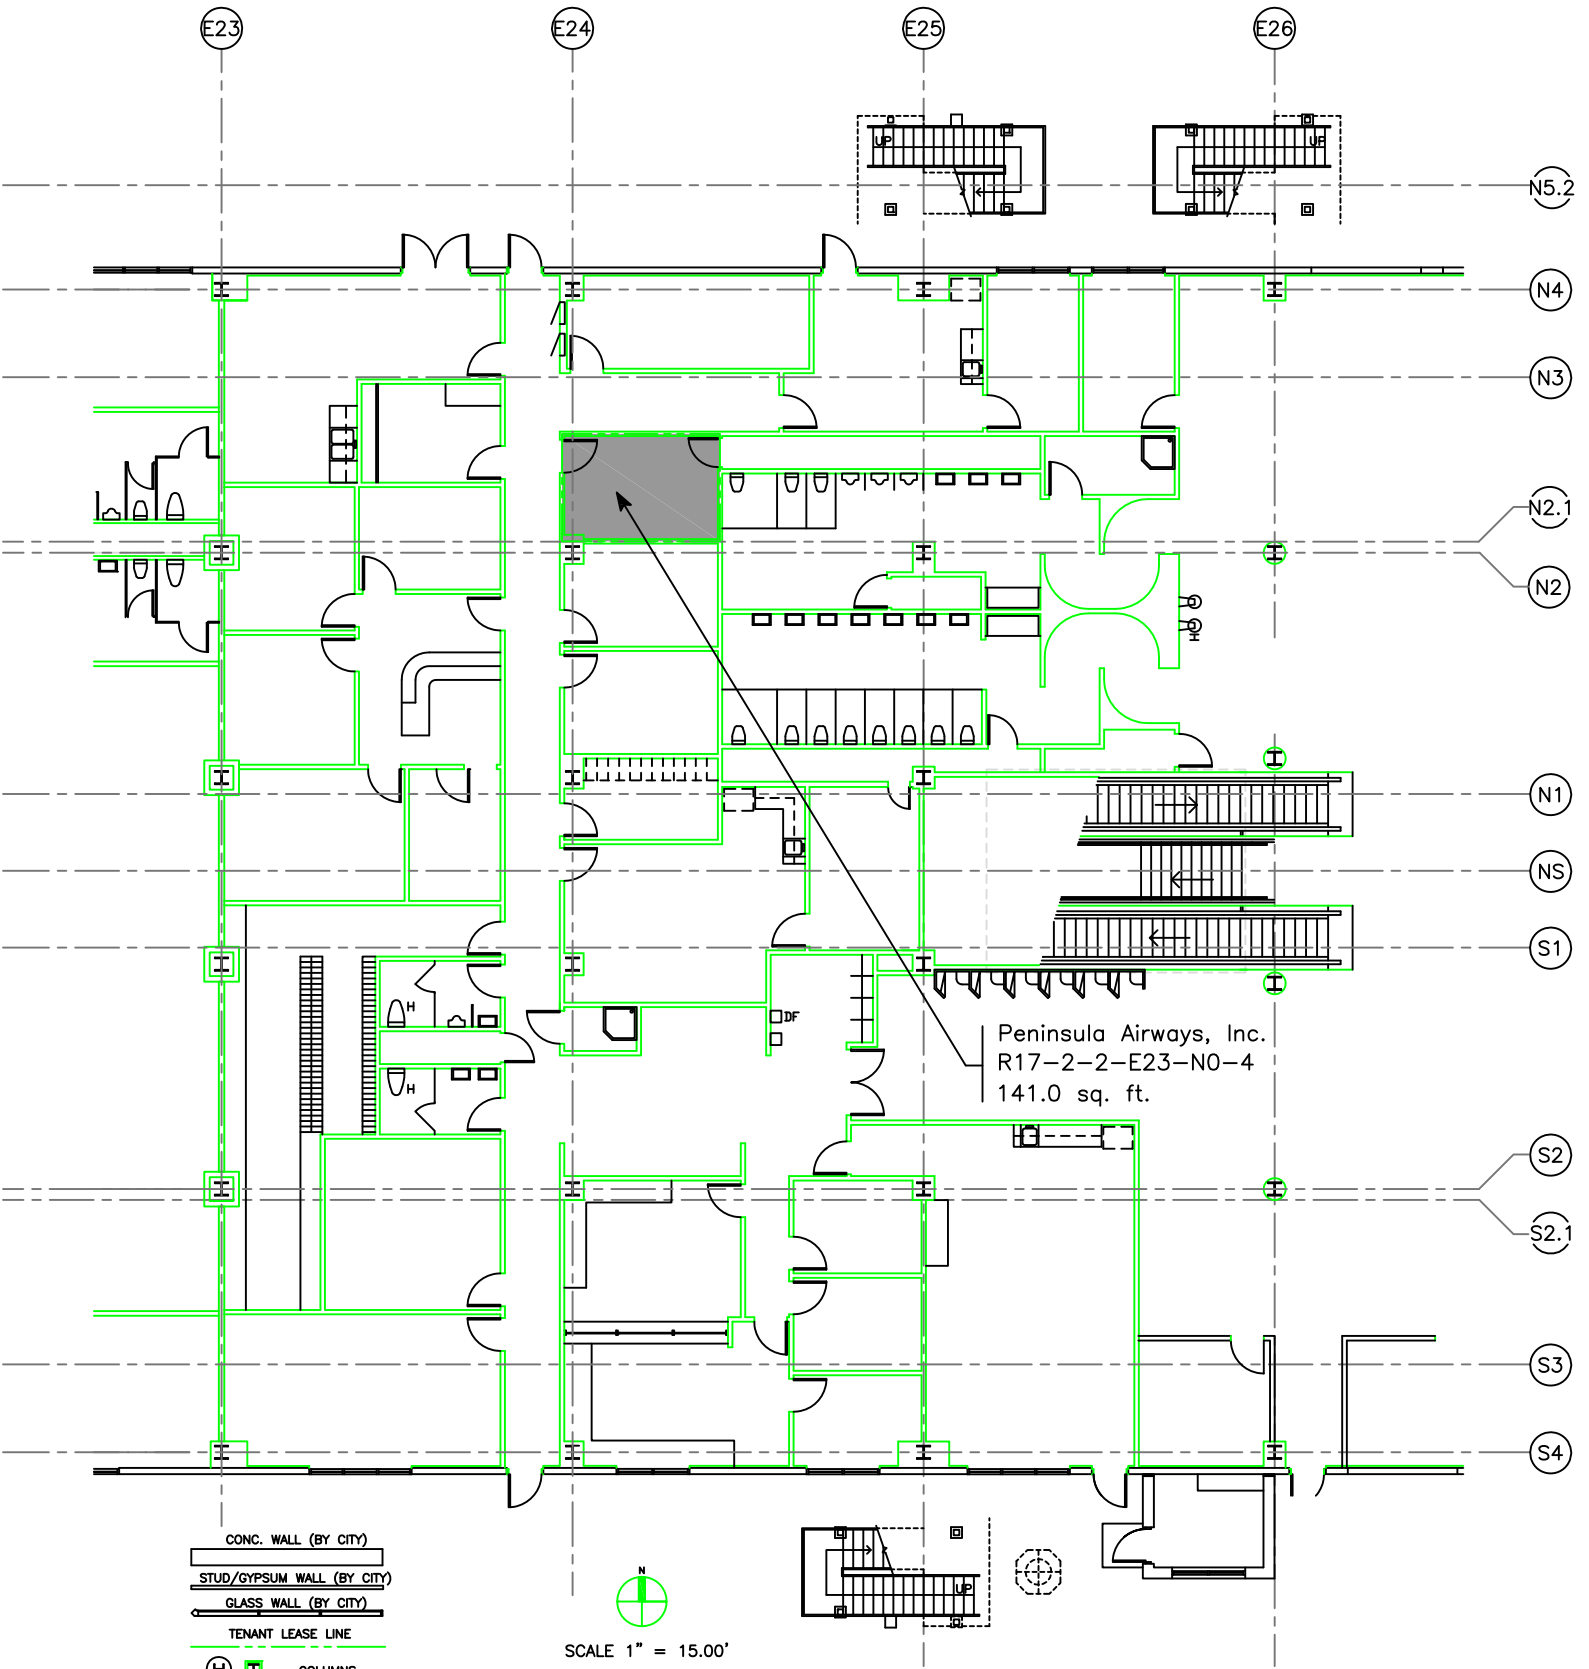 E23
E24
E25
E26
UP
UP
N5.2
N4
N3
N2.1
N2
N1
NS
S1
H
DF
H
Peninsula Airways, Inc.
R17-2-2-E23-N0-4
141.0 sq. ft.
S2
S2.1
S3
S4
CONC. WALL (BY CITY)
STUD/GYPSUM WALL (BY CITY)
GLASS WALL (BY CITY)
TENANT LEASE LINE
COLUMNS
N
SCALE 1" = 15.00'
UP